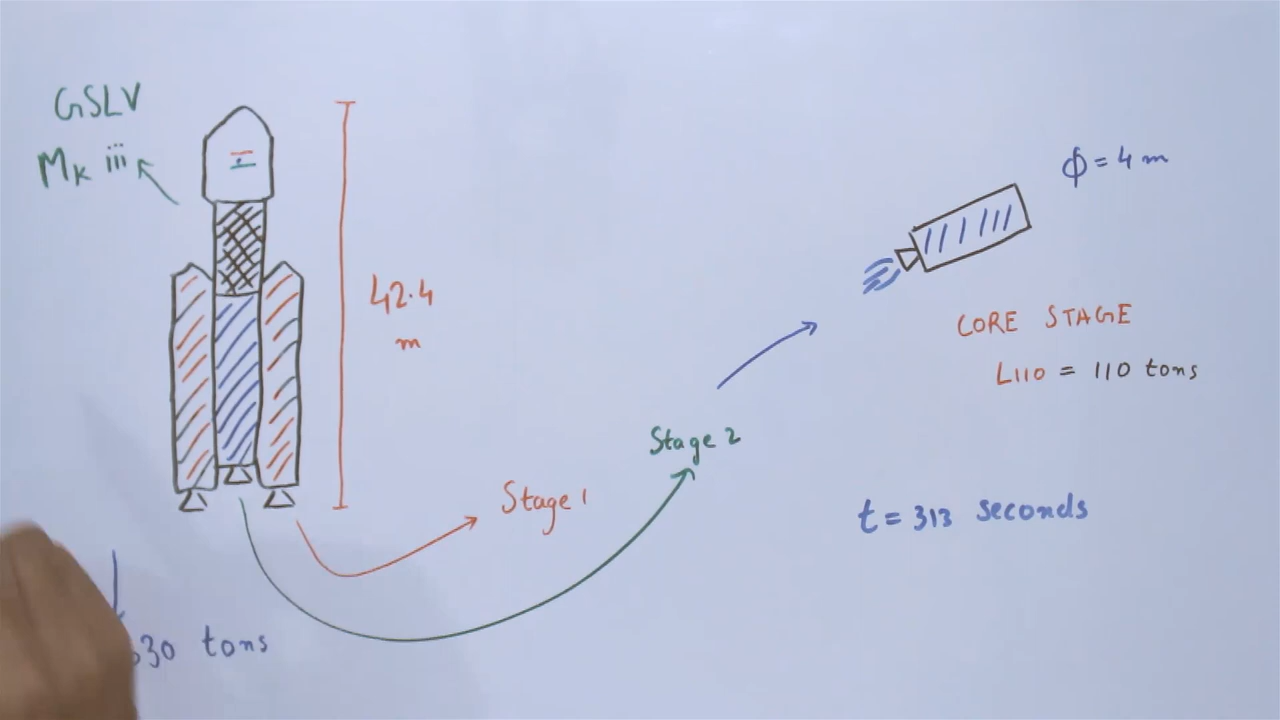 GSLV
Mk iii
42.4
m
Stage 1
Stage 2
φ = 4 m
CORE STAGE
L110 = 110 tons
t = 313 seconds
tons